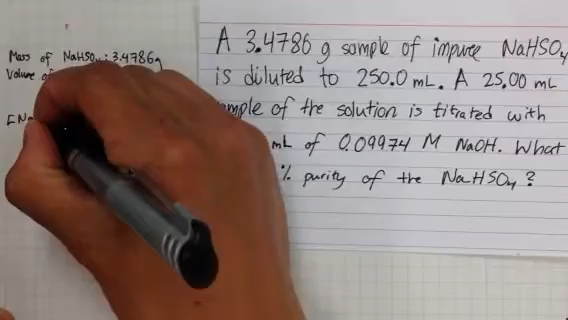 Mass of NaHSO4: 3.4786g
Volume of
[Na
A 3.4786 g sample of impure NaHSO4
is diluted to 250.0 mL. A 25.00 mL
ample of the solution is titrated with
mL of 0.09974 M NaOH. What
% purity of the NaHSO4?